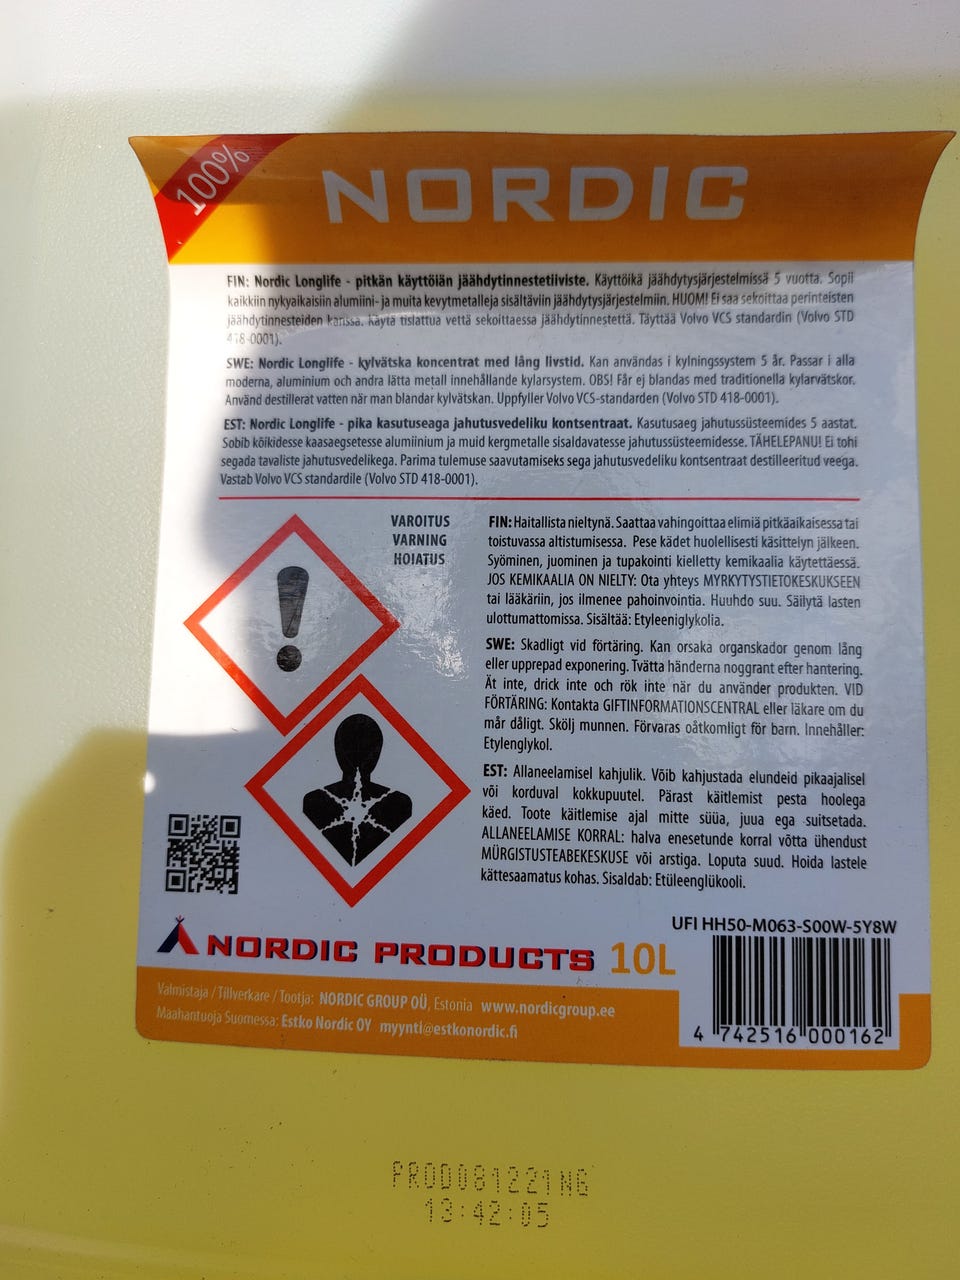 100%
NORDIC
FIN: Nordic Longlife - pitkän käyttöiän jäähdytinnestetiiviste. Käyttöikä jäähdytysjärjestelmissä 5 vuotta. Sopii
kaikkiin nykyaikaisiin alumiini- ja muita kevytmetalleja sisältäviin jäähdytysjärjestelmiin. HUOM! Ei saa sekoittaa perinteisten
jäähdytinnesteiden kanssa. Käytä tislattua vettä sekoittaessa jäähdytinnestettä. Täyttää Volvo VCS standardin (Volvo STD
418-0001).
SWE: Nordic Longlife - kylvätska koncentrat med lång livstid. Kan användas i kylningssystem 5 år. Passar i alla
moderna, aluminium och andra lätta metall innehållande kylarsystem. OBS! Får ej blandas med traditionella kylarvätskor.
Använd destillerat vatten när man blandar kylvätskan. Uppfyller Volvo VCS-standarden (Volvo STD 418-0001).
EST: Nordic Longlife - pika kasutuseaga jahutusvedeliku kontsentraat. Kasutusaeg jahutussüsteemides 5 aastat.
Sobib kõikidesse kaasaegsetesse alumiinium ja muid kergmetalle sisaldavatesse jahutussüsteemidesse. TÄHELEPANU! Ei tohi
segada tavaliste jahutusvedelikega. Parima tulemuse saavutamiseks sega jahutusvedeliku kontsentraat destilleeritud veega.
Vastab Volvo VCS standardile (Volvo STD 418-0001).
VAROITUS
VARNING
HOIATUS
FIN: Haitallista nieltynä. Saattaa vahingoittaa elimiä pitkäaikaisessa tai
toistuvassa altistumisessa. Pese kädet huolellisesti käsittelyn jälkeen.
Syöminen, juominen ja tupakointi kielletty kemikaalia käytettäessä.
JOS KEMIKAALIA ON NIELTY: Ota yhteys MYRKYTYSTIETOKESKUKSEEN
tai lääkäriin, jos ilmenee pahoinvointia. Huuhdo suu. Säilytä lasten
ulottumattomissa. Sisältää: Etyleeniglykolia.
SWE: Skadligt vid förtäring. Kan orsaka organskador genom lång
eller upprepad exponering. Tvätta händerna noggrant efter hantering.
Ät inte, drick inte och rök inte när du använder produkten. VID
FÖRTÄRING: Kontakta GIFTINFORMATIONSCENTRAL eller läkare om du
mår dåligt. Skölj munnen. Förvaras oåtkomligt för barn. Innehåller:
Etylenglykol.
EST: Allaneelamisel kahjulik. Võib kahjustada elundeid pikaajalisel
või korduval kokkupuutel. Pärast käitlemist pesta hoolega
käed. Toote käitlemise ajal mitte süüa, juua ega suitsetada.
ALLANEELAMISE KORRAL: halva enesetunde korral võtta ühendust
MÜRGISTUSTEABEKESKUSE või arstiga. Loputa suud. Hoida lastele
kättesaamatus kohas. Sisaldab: Etüleenglükooli.
UFI HH50-M063-S00W-5Y8W
NORDIC PRODUCTS 10L
Valmistaja / Tillverkare / Tootja: NORDIC GROUP OÜ, Estonia www.nordicgroup.ee
Maahantuoja Suomessa: Estko Nordic OY myynti@estkonordic.fi
4 742516 000162
PROD081221NG
13:42:05